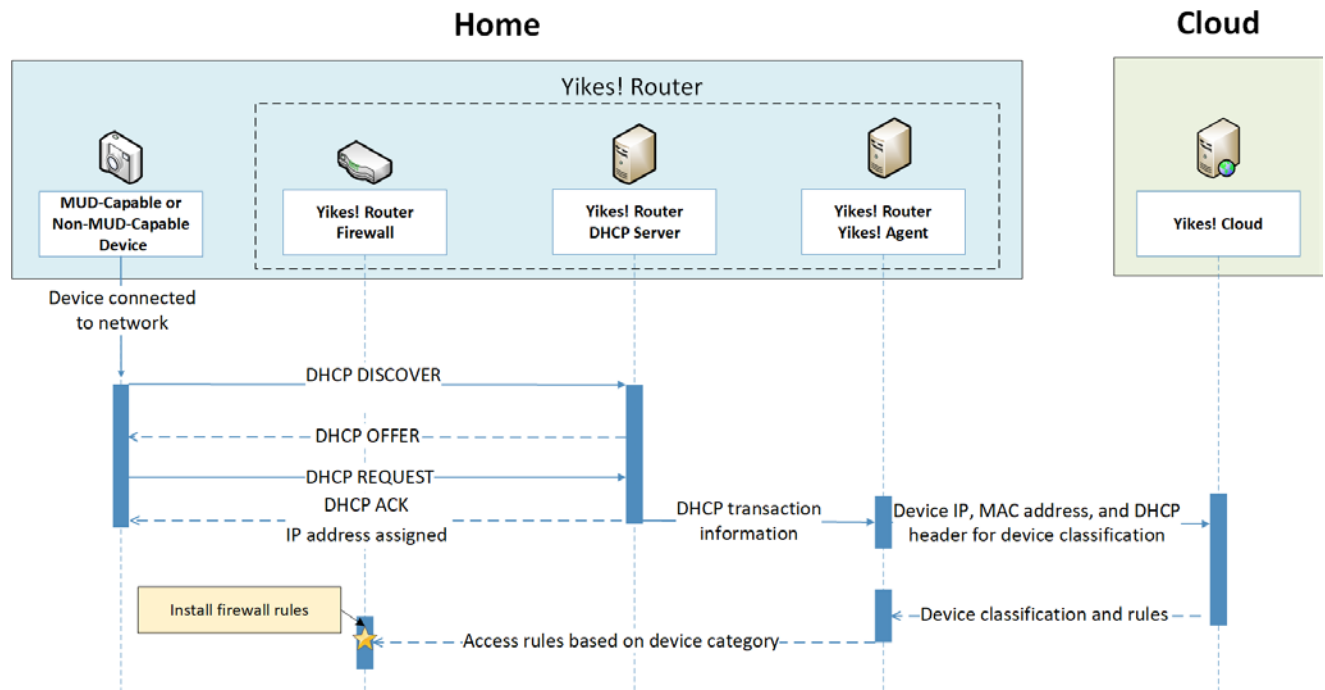 Home
Cloud
Yikes! Router
MUD-Capable or
Non-MUD-Capable
Device
Yikes! Router
Firewall
Yikes! Router
DHCP Server
Yikes! Router
Yikes! Agent
Yikes! Cloud
Device connected
to network
DHCP DISCOVER
DHCP OFFER
DHCP REQUEST
DHCP ACK
IP address assigned
DHCP transaction
information
Device IP, MAC address, and DHCP
header for device classification
Install firewall rules
Device classification and rules
Access rules based on device category